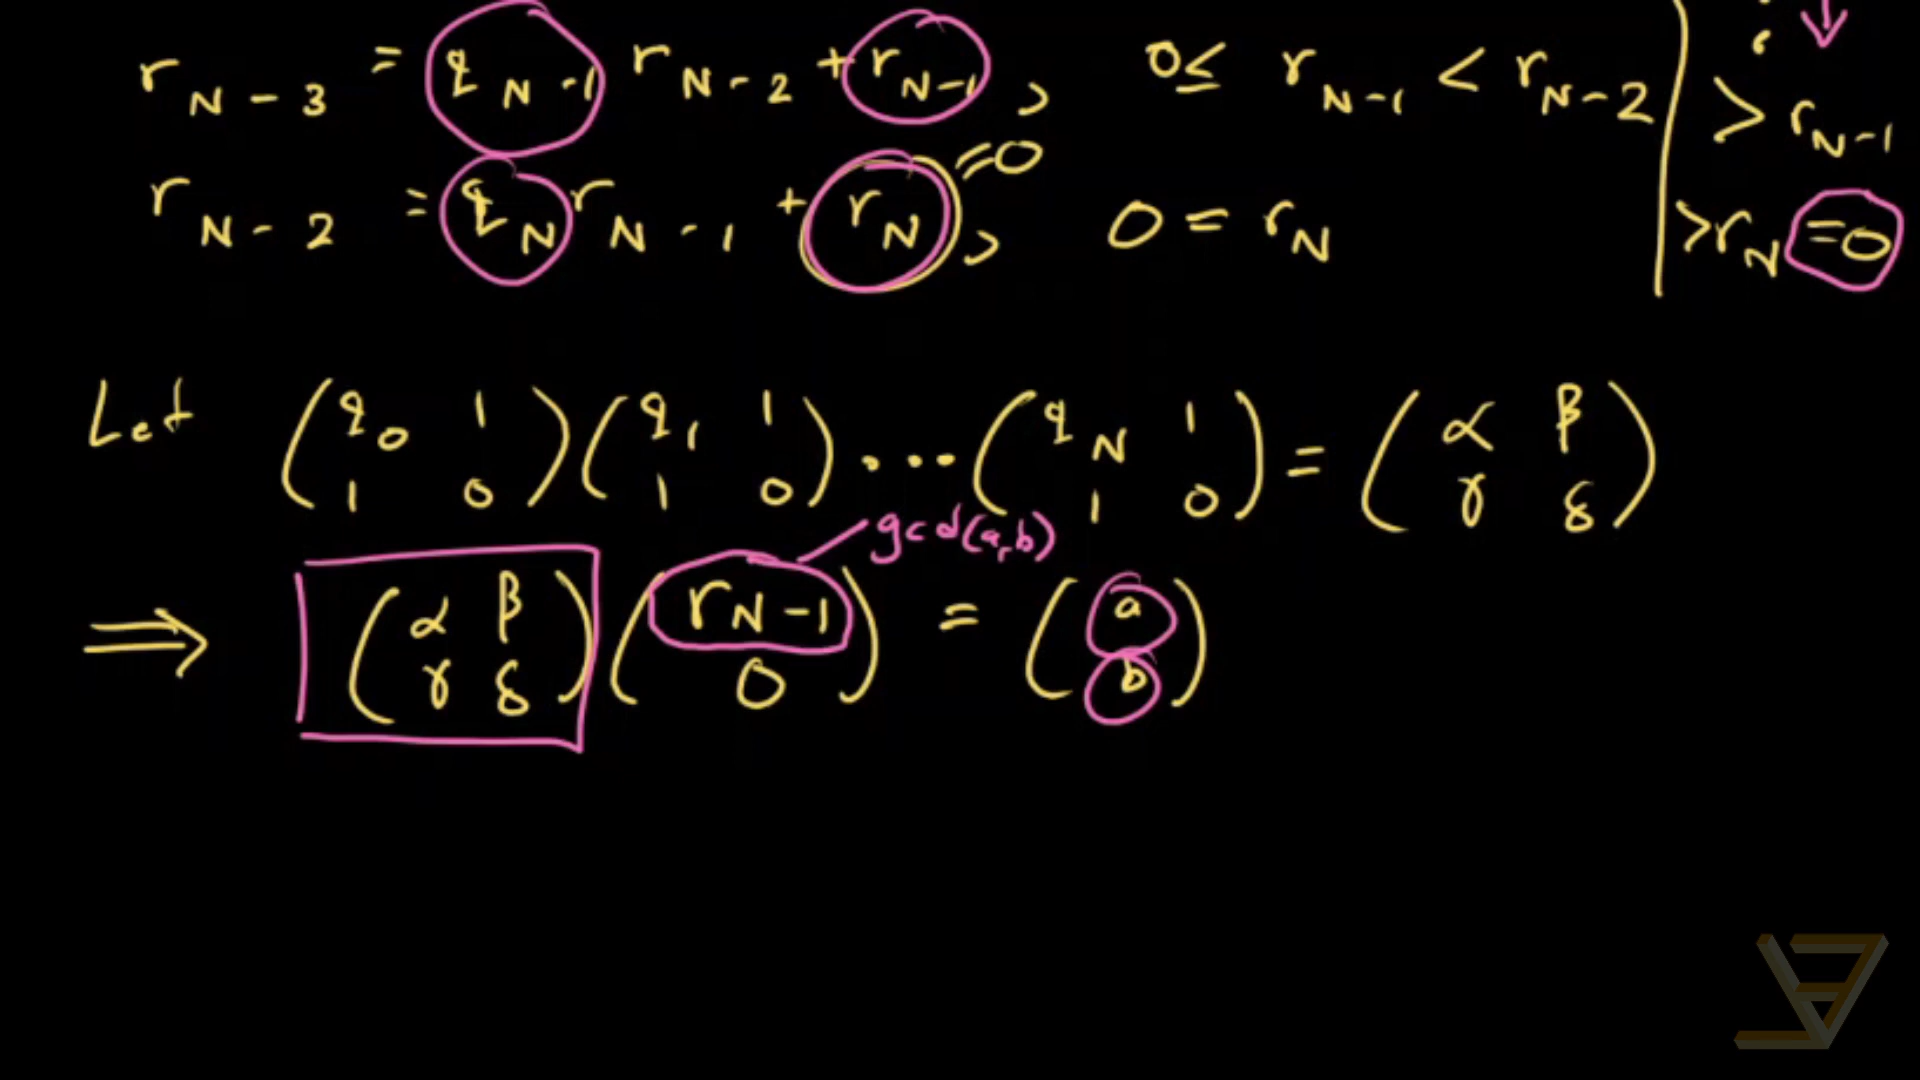 r_{N-3} = q_{N-1} r_{N-2} + r_{N-1}, 0 ≤ r_{N-1} < r_{N-2} > r_{N-1}
r_{N-2} = q_N r_{N-1} + r_N = 0, 0 = r_N > r_N = 0
Let (q_0 1; 1 0)(q_1 1; 1 0) ... (q_N 1; 1 0) = (α β; γ δ)
gcd(a,b)
⇒ (α β; γ δ)(r_{N-1}; 0) = (a; b)